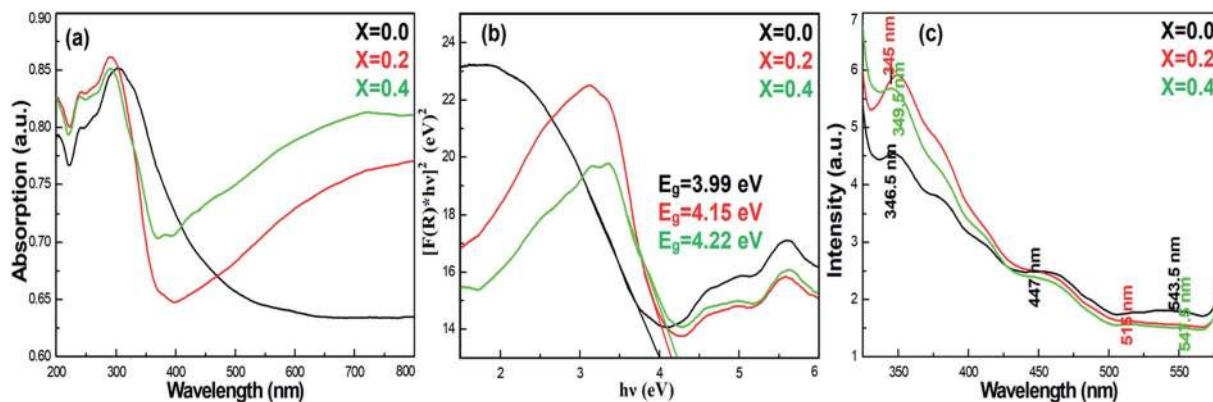 (a)
X=0.0
X=0.2
X=0.4
Absorption (a.u.)
0.90
0.85
0.80
0.75
0.70
0.65
0.60
200 300 400 500 600 700 800
Wavelength (nm)
(b)
X=0.0
X=0.2
X=0.4
[F(R)*hν]² (eV)²
24
22
20
18
16
14
Eg=3.99 eV
Eg=4.15 eV
Eg=4.22 eV
2 3 4 5 6
hν (eV)
(c)
X=0.0
X=0.2
X=0.4
Intensity (a.u.)
7
6
5
4
3
2
1
345 nm
349.5 nm
346.5 nm
447 nm
515 nm
543.5 nm
547.5 nm
350 400 450 500 550
Wavelength (nm)